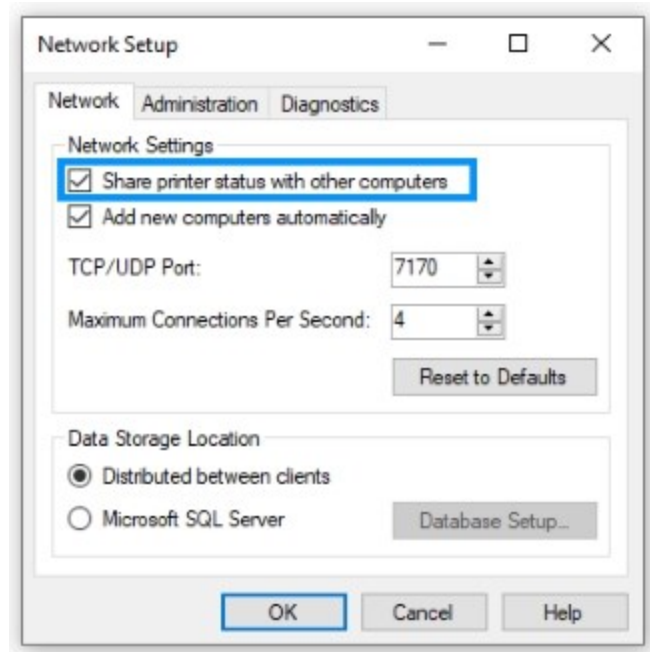 Network Setup
Network Administration Diagnostics
Network Settings
Share printer status with other computers
Add new computers automatically
TCP/UDP Port: 7170
Maximum Connections Per Second: 4
Reset to Defaults
Data Storage Location
Distributed between clients
Microsoft SQL Server Database Setup...
OK Cancel Help